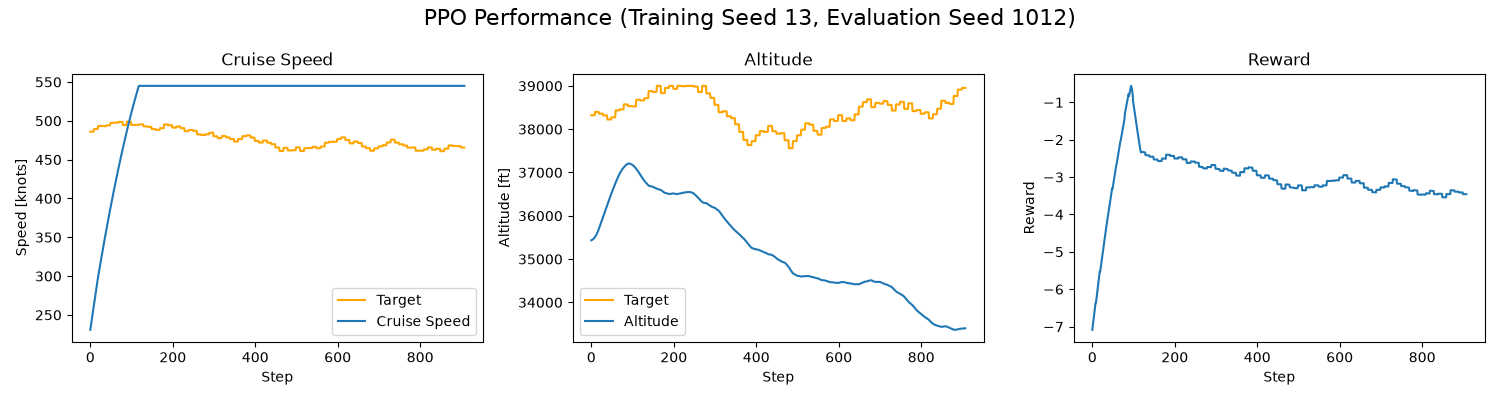 PPO Performance (Training Seed 13, Evaluation Seed 1012)
Cruise Speed
550
500
450
400
350
300
250
Speed [knots]
0 200 400 600 800
Step
Target
Cruise Speed
Altitude
39000
38000
37000
36000
35000
34000
Altitude [ft]
0 200 400 600 800
Step
Target
Altitude
Reward
−1
−2
−3
−4
−5
−6
−7
Reward
0 200 400 600 800
Step